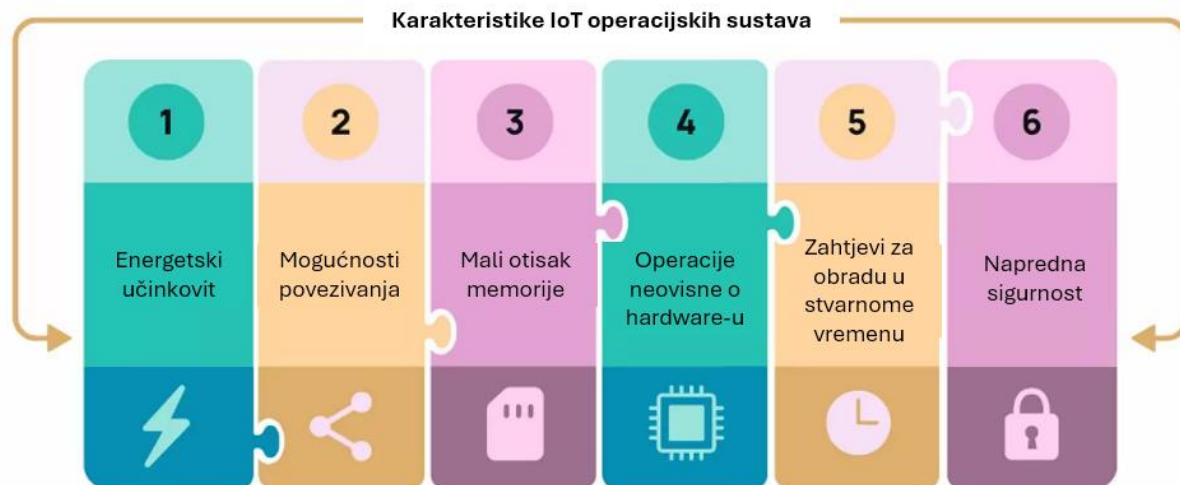 Karakteristike IoT operacijskih sustava
1
2
3
4
5
6
Energetski
učinkovit
Mogućnosti
povezivanja
Mali otisak
memorije
Operacije
neovisne o
hardware-u
Zahtjevi za
obradu u
stvarnome
vremenu
Napredna
sigurnost